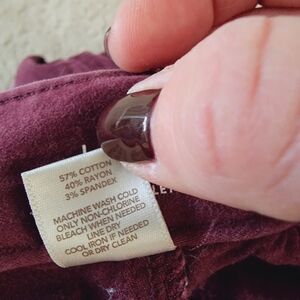 57% COTTON
40% RAYON
3% SPANDEX
MACHINE WASH COLD
ONLY NON-CHLORINE
BLEACH WHEN NEEDED
LINE DRY
COOL IRON IF NEEDED
OR DRY CLEAN